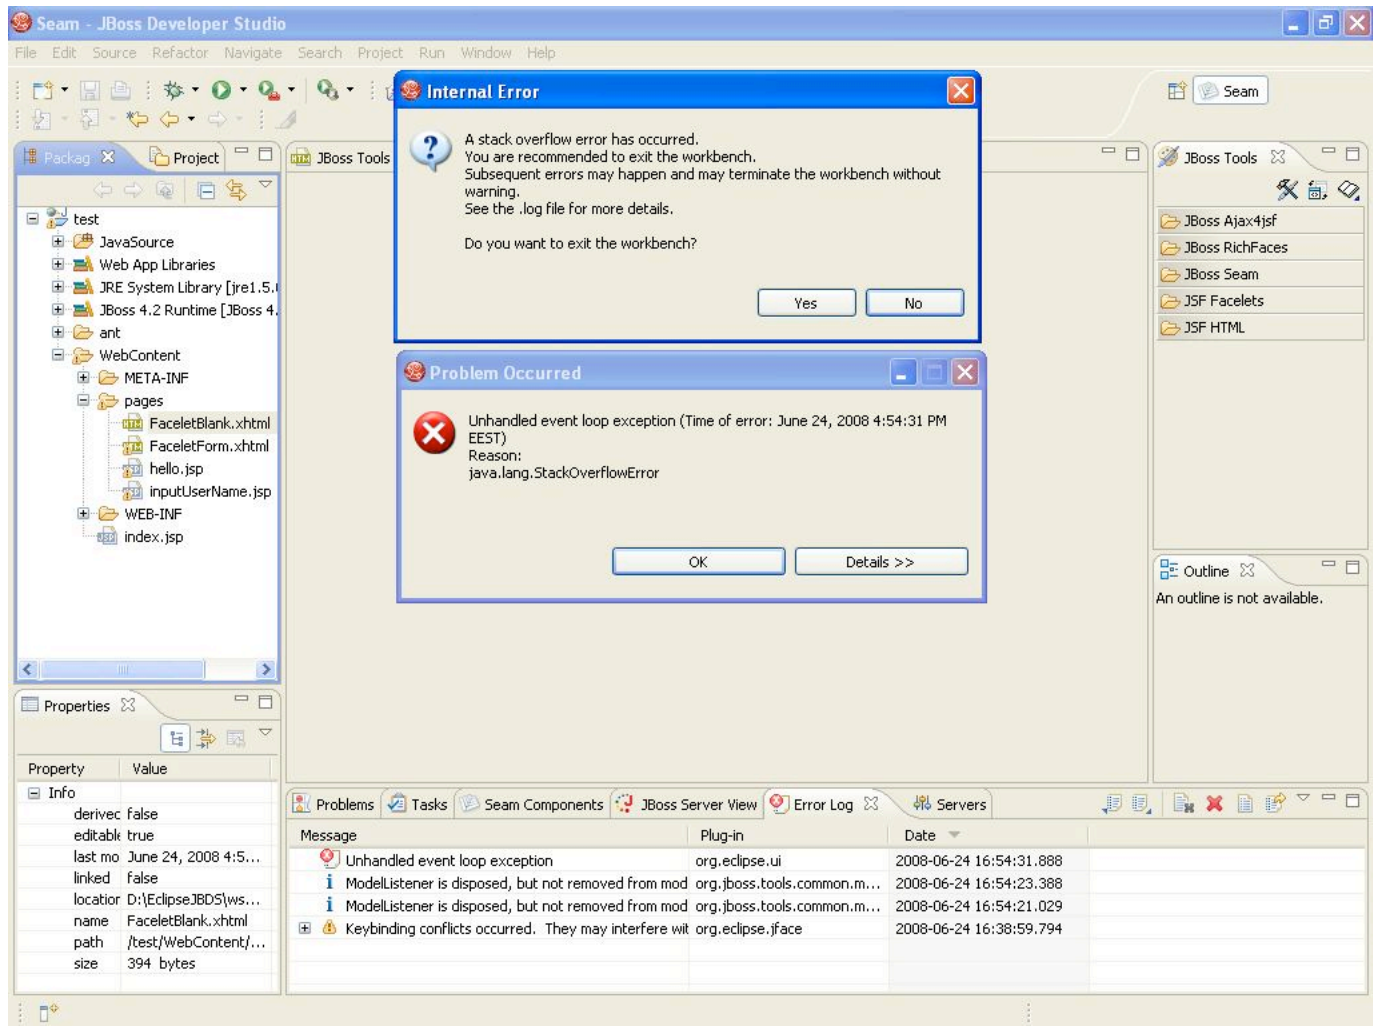 Seam - JBoss Developer Studio
File Edit Source Refactor Navigate Search Project Run Window Help
Seam
Packag Project
JBoss Tools
Internal Error
A stack overflow error has occurred.
You are recommended to exit the workbench.
Subsequent errors may happen and may terminate the workbench without
warning.
See the .log file for more details.
Do you want to exit the workbench?
Yes No
Problem Occurred
Unhandled event loop exception (Time of error: June 24, 2008 4:54:31 PM
EEST)
Reason:
java.lang.StackOverflowError
OK Details >>
test
JavaSource
Web App Libraries
JRE System Library [jre1.5.
JBoss 4.2 Runtime [JBoss 4.
ant
WebContent
META-INF
pages
FaceletBlank.xhtml
FaceletForm.xhtml
hello.jsp
inputUserName.jsp
WEB-INF
index.jsp
JBoss Tools
JBoss Ajax4jsf
JBoss RichFaces
JBoss Seam
JSF Facelets
JSF HTML
Outline
An outline is not available.
Properties
Property Value
Info
derivec false
editable true
last mo June 24, 2008 4:5...
linked false
location D:\EclipseJBDS\ws...
name FaceletBlank.xhtml
path /test/WebContent/...
size 394 bytes
Problems Tasks Seam Components JBoss Server View Error Log Servers
Message Plug-in Date
Unhandled event loop exception org.eclipse.ui 2008-06-24 16:54:31.888
ModelListener is disposed, but not removed from mod org.jboss.tools.common.m... 2008-06-24 16:54:23.388
ModelListener is disposed, but not removed from mod org.jboss.tools.common.m... 2008-06-24 16:54:21.029
Keybinding conflicts occurred. They may interfere wit org.eclipse.jface 2008-06-24 16:38:59.794